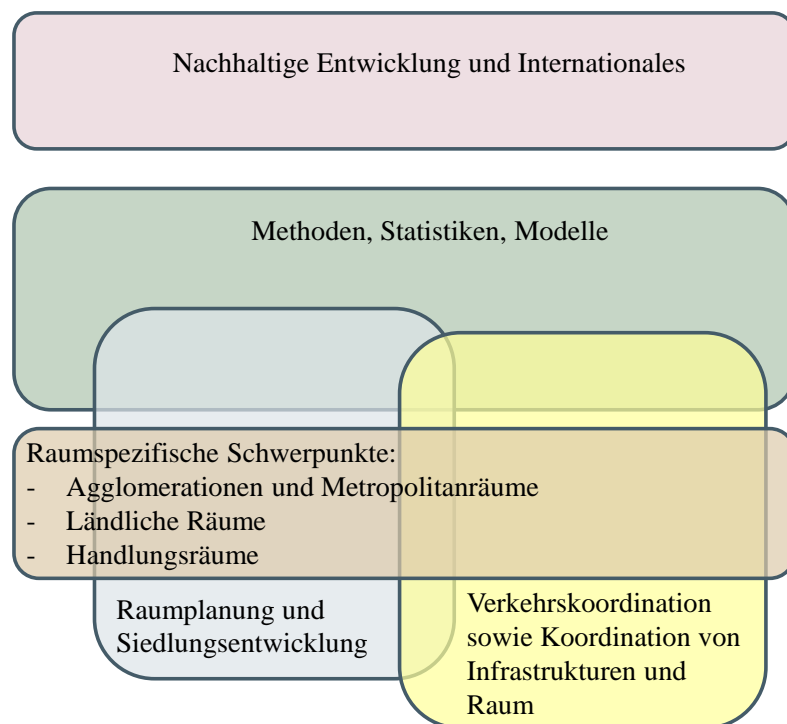 Nachhaltige Entwicklung und Internationales
Methoden, Statistiken, Modelle
Raumspezifische Schwerpunkte:
- Agglomerationen und Metropolitanräume
- Ländliche Räume
- Handlungsräume
Raumplanung und
Siedlungsentwicklung
Verkehrskoordination
sowie Koordination von
Infrastrukturen und
Raum